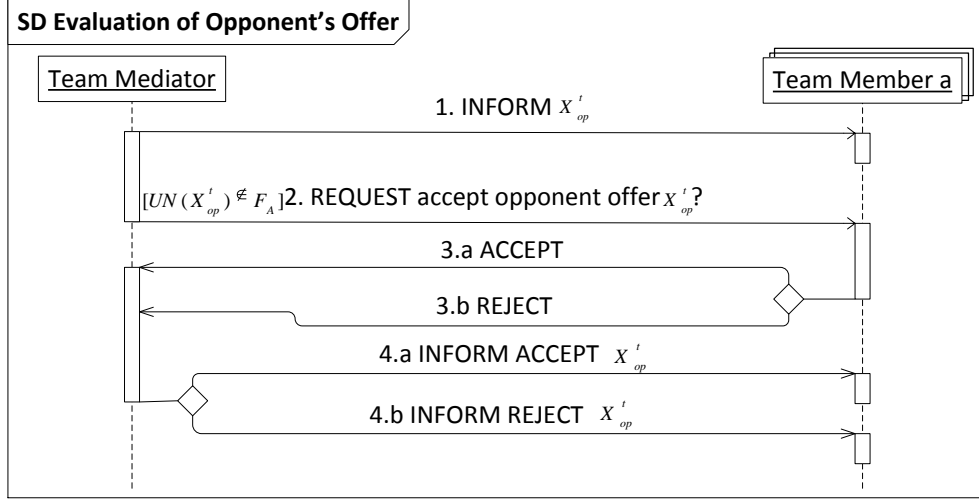 SD Evaluation of Opponent's Offer
Team Mediator
Team Member a
1. INFORM X^t_op
[UN(X^t_op) ∉ F_A]2. REQUEST accept opponent offer X^t_op?
3.a ACCEPT
3.b REJECT
4.a INFORM ACCEPT X^t_op
4.b INFORM REJECT X^t_op